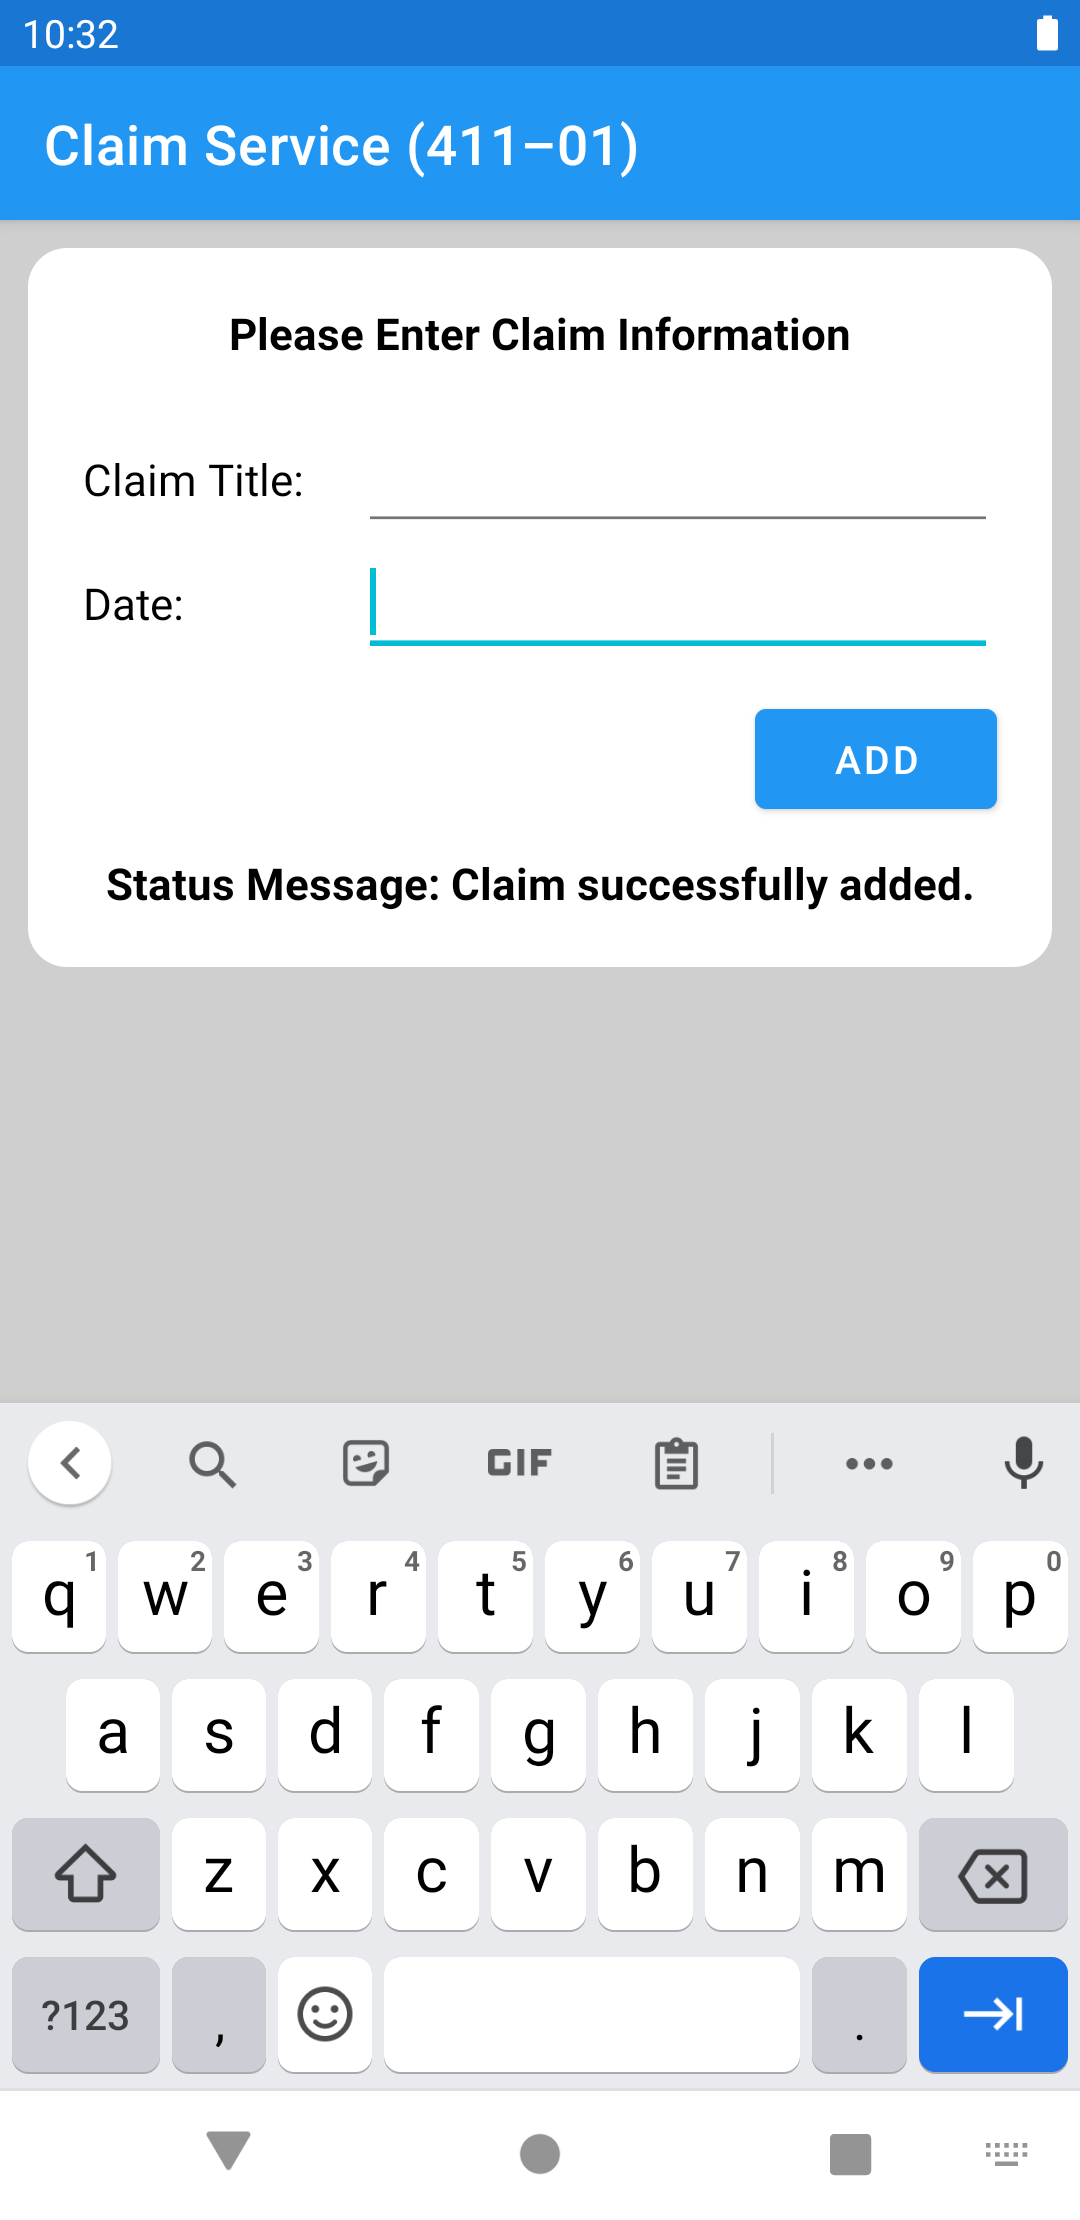 10:32
Claim Service (411–01)
Please Enter Claim Information
Claim Title:
Date:
ADD
Status Message: Claim successfully added.
GIF
q 1 w 2 e 3 r 4 t 5 y 6 u 7 i 8 o 9 p 0
a s d f g h j k l
z x c v b n m
?123 , .